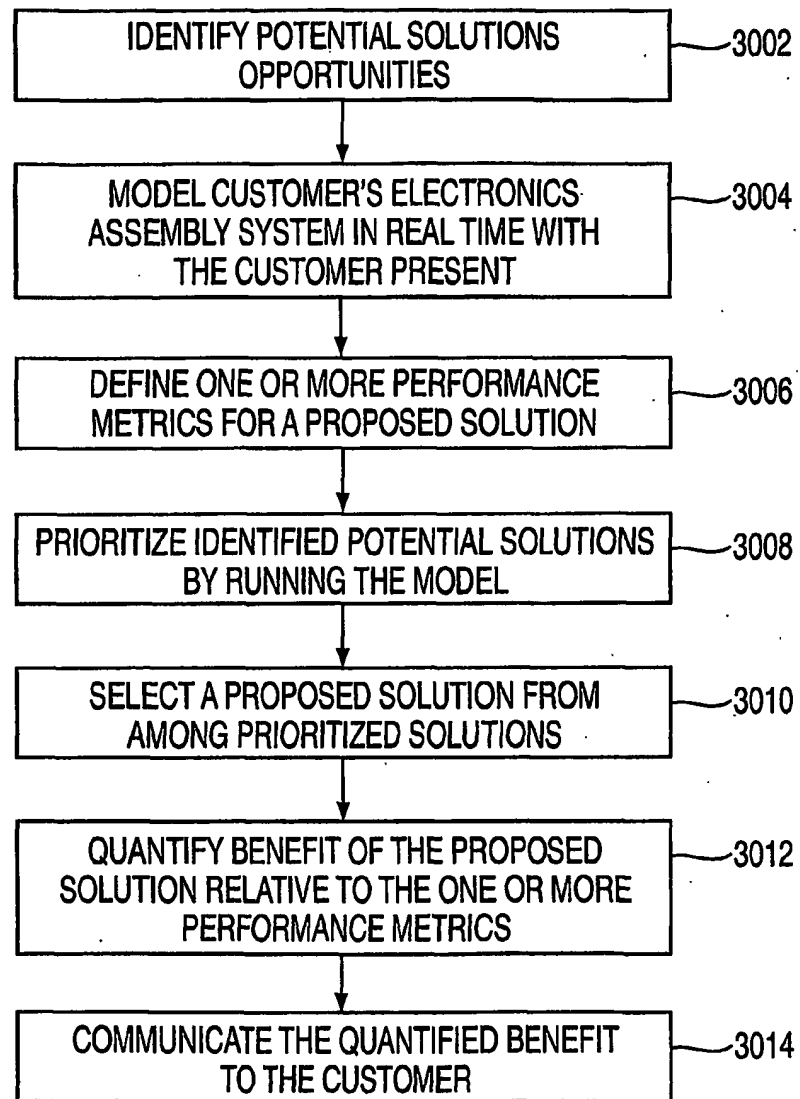 IDENTIFY POTENTIAL SOLUTIONS
OPPORTUNITIES
3002
MODEL CUSTOMER'S ELECTRONICS
ASSEMBLY SYSTEM IN REAL TIME WITH
THE CUSTOMER PRESENT
3004
DEFINE ONE OR MORE PERFORMANCE
METRICS FOR A PROPOSED SOLUTION
3006
PRIORITIZE IDENTIFIED POTENTIAL SOLUTIONS
BY RUNNING THE MODEL
3008
SELECT A PROPOSED SOLUTION FROM
AMONG PRIORITIZED SOLUTIONS
3010
QUANTIFY BENEFIT OF THE PROPOSED
SOLUTION RELATIVE TO THE ONE OR MORE
PERFORMANCE METRICS
3012
COMMUNICATE THE QUANTIFIED BENEFIT
TO THE CUSTOMER
3014